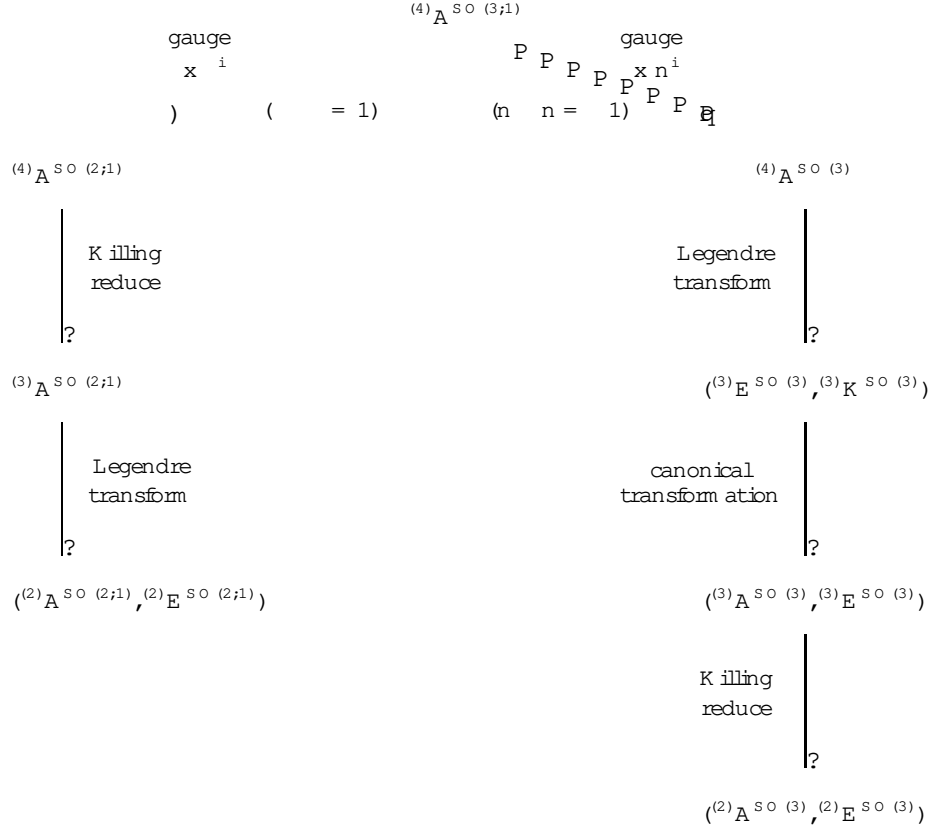 (4)A SO(3;1)
gauge gauge
x i x n i
P P P P P P P P
) ( = 1) (n n = 1) q
(4)A SO(2;1) (4)A SO(3)
Killing Legendre
reduce transform
? ?
(3)A SO(2;1) ((3)E SO(3),(3)K SO(3))
Legendre canonical
transform transformation
? ?
((2)A SO(2;1),(2)E SO(2;1)) ((3)A SO(3),(3)E SO(3))
Killing
reduce
?
((2)A SO(3),(2)E SO(3))